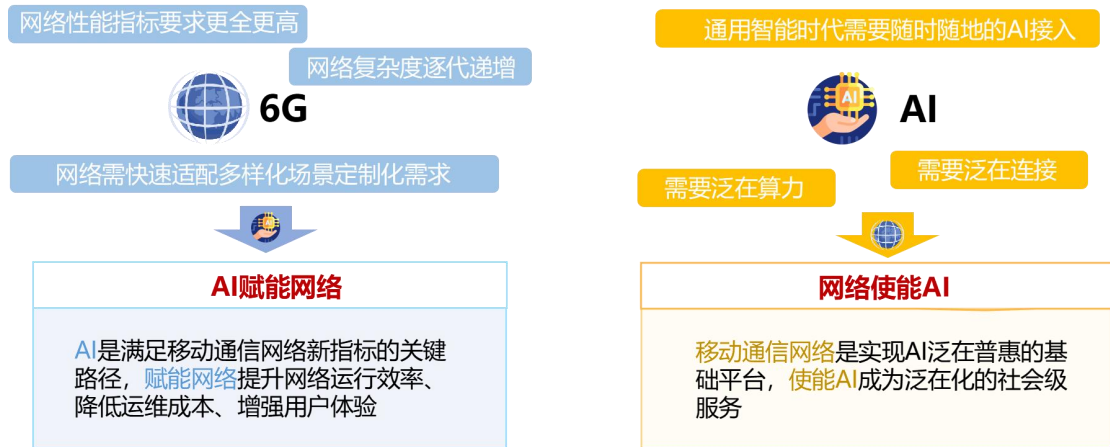 网络性能指标要求更全更高
网络复杂度逐代递增
6G
网络需快速适配多样化场景定制化需求
AI
AI赋能网络
AI是满足移动通信网络新指标的关键
路径，赋能网络提升网络运行效率、
降低运维成本、增强用户体验
通用智能时代需要随时随地的AI接入
AI
AI
需要泛在连接
需要泛在算力
网络使能AI
移动通信网络是实现AI泛在普惠的基
础平台，使能AI成为泛在化的社会级
服务